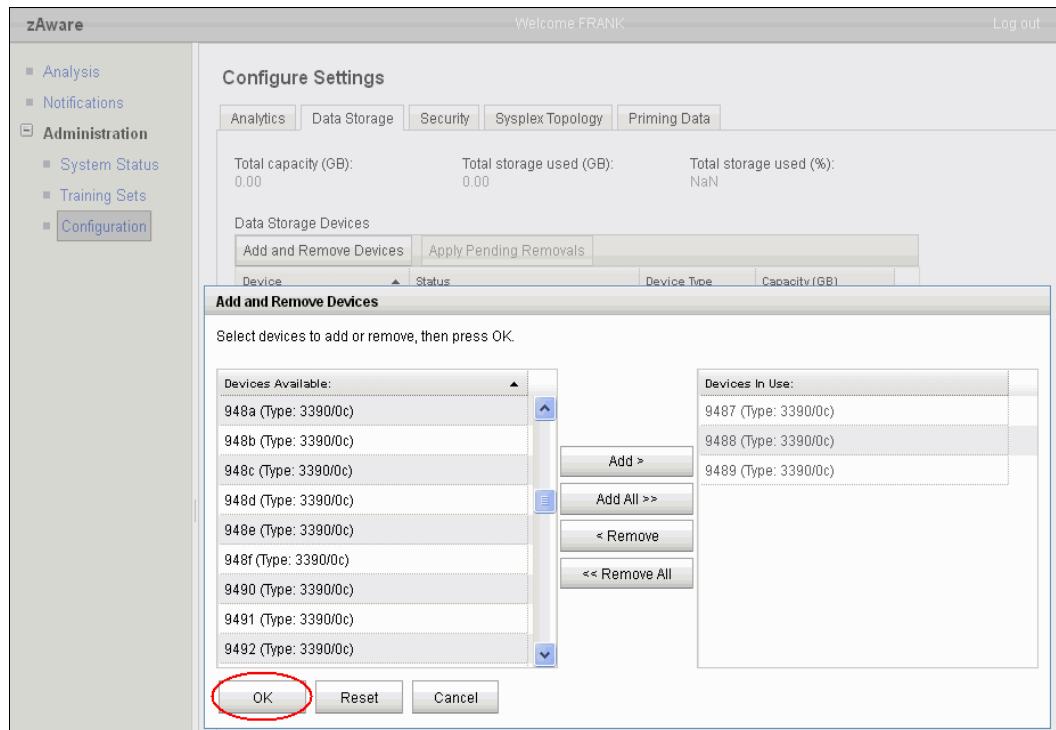 zAware Welcome FRANK Log out
Analysis
Notifications
Administration
System Status
Training Sets
Configuration
Configure Settings
Analytics Data Storage Security Sysplex Topology Priming Data
Total capacity (GB): Total storage used (GB): Total storage used (%):
0.00 0.00 NaN
Data Storage Devices
Add and Remove Devices Apply Pending Removals
Device Status Device Type Capacity (GB)
Add and Remove Devices
Select devices to add or remove, then press OK.
Devices Available:
948a (Type: 3390/0c)
948b (Type: 3390/0c)
948c (Type: 3390/0c)
948d (Type: 3390/0c)
948e (Type: 3390/0c)
948f (Type: 3390/0c)
9490 (Type: 3390/0c)
9491 (Type: 3390/0c)
9492 (Type: 3390/0c)
Add >
Add All >>
< Remove
<< Remove All
Devices In Use:
9487 (Type: 3390/0c)
9488 (Type: 3390/0c)
9489 (Type: 3390/0c)
OK Reset Cancel